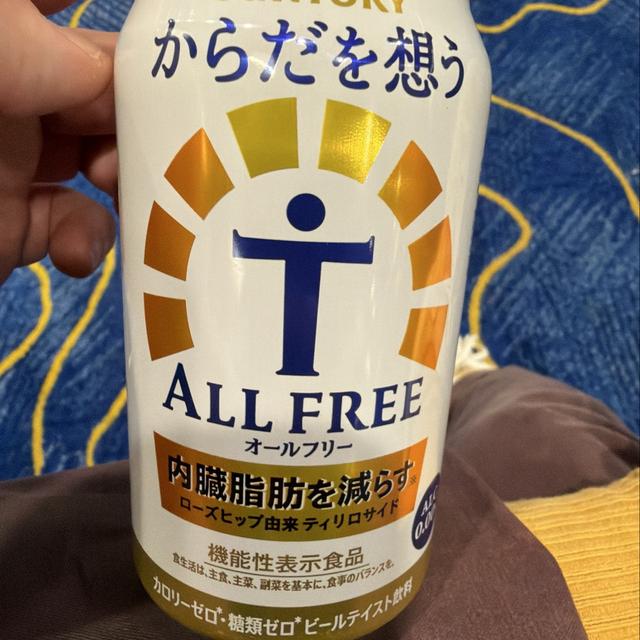 SUNTORY
からだを想う
ALL FREE
オールフリー
内臓脂肪を減らす※
ローズヒップ由来 ティリロサイド
ALC
0.00
機能性表示食品
食生活は、主食、主菜、副菜を基本に、食事のバランスを。
カロリーゼロ*・糖類ゼロ* ビールテイスト飲料